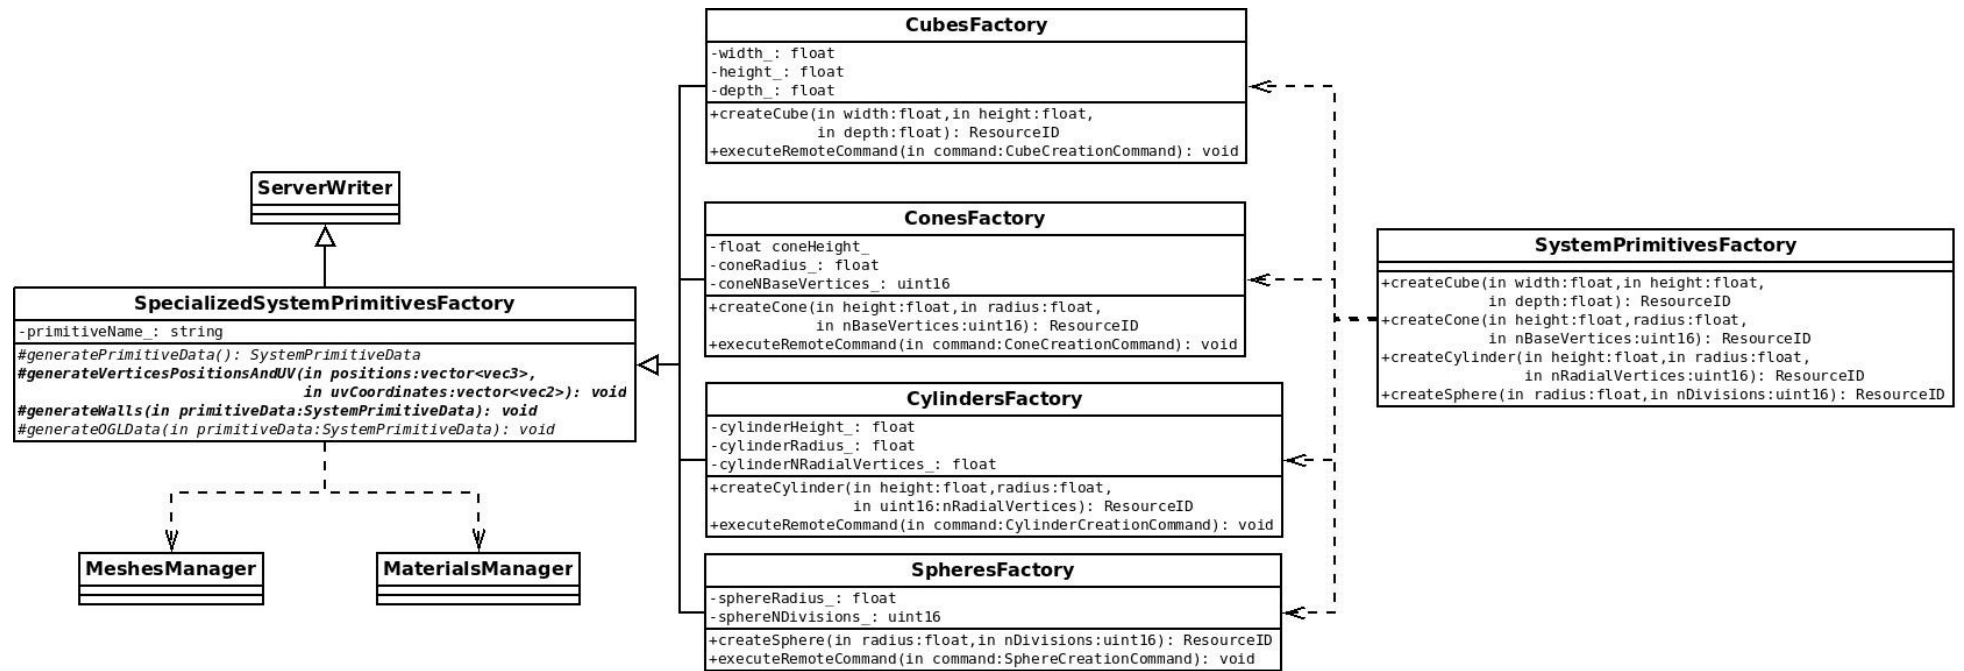 CubesFactory
-width_: float
-height_: float
-depth_: float
+createCube(in width:float,in height:float,
in depth:float): ResourceID
+executeRemoteCommand(in command:CubeCreationCommand): void
ServerWriter
SpecializedSystemPrimitivesFactory
-primitiveName_: string
#generatePrimitiveData(): SystemPrimitiveData
#generateVerticesPositionsAndUV(in positions:vector<vec3>,
in uvCoordinates:vector<vec2>): void
#generateWalls(in primitiveData:SystemPrimitiveData): void
#generateOGLData(in primitiveData:SystemPrimitiveData): void
MeshesManager
MaterialsManager
ConesFactory
-float coneHeight_
-coneRadius_: float
-coneNBaseVertices_: uint16
+createCone(in height:float,in radius:float,
in nBaseVertices:uint16): ResourceID
+executeRemoteCommand(in command:ConeCreationCommand): void
CylindersFactory
-cylinderHeight_: float
-cylinderRadius_: float
-cylinderNRadialVertices_: float
+createCylinder(in height:float,radius:float,
in uint16:nRadialVertices): ResourceID
+executeRemoteCommand(in command:CylinderCreationCommand): void
SpheresFactory
-sphereRadius_: float
-sphereNDivisions_: uint16
+createSphere(in radius:float,in nDivisions:uint16): ResourceID
+executeRemoteCommand(in command:SphereCreationCommand): void
SystemPrimitivesFactory
+createCube(in width:float,in height:float,
in depth:float): ResourceID
+createCone(in height:float,radius:float,
in nBaseVertices:uint16): ResourceID
+createCylinder(in height:float,in radius:float,
in nRadialVertices:uint16): ResourceID
+createSphere(in radius:float,in nDivisions:uint16): ResourceID